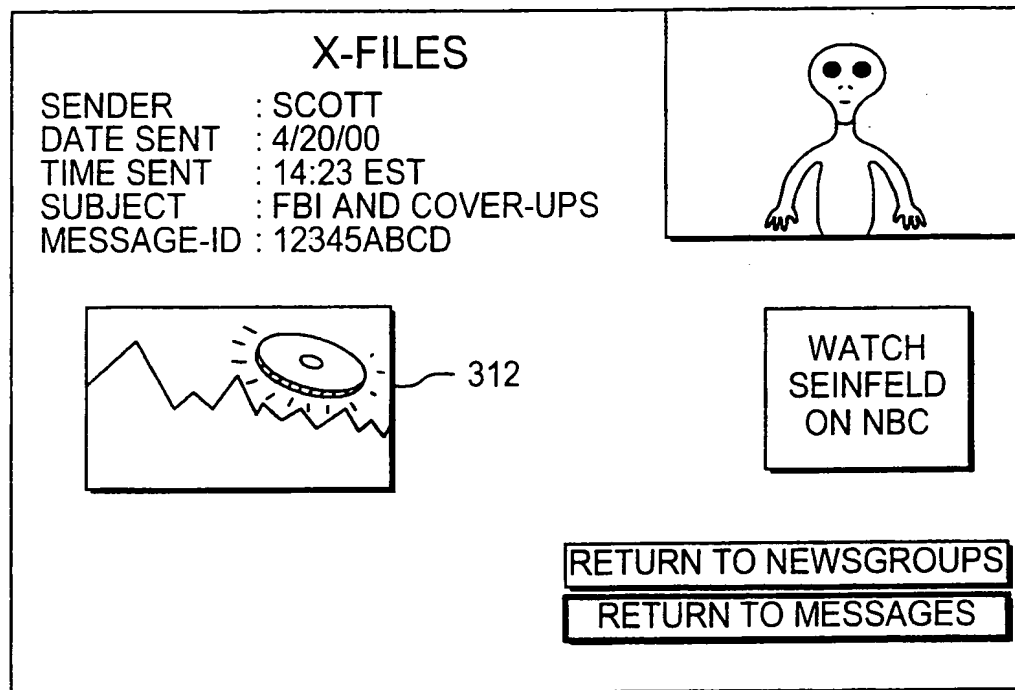 X-FILES
SENDER : SCOTT
DATE SENT : 4/20/00
TIME SENT : 14:23 EST
SUBJECT : FBI AND COVER-UPS
MESSAGE-ID : 12345ABCD
312
WATCH
SEINFELD
ON NBC
RETURN TO NEWSGROUPS
RETURN TO MESSAGES